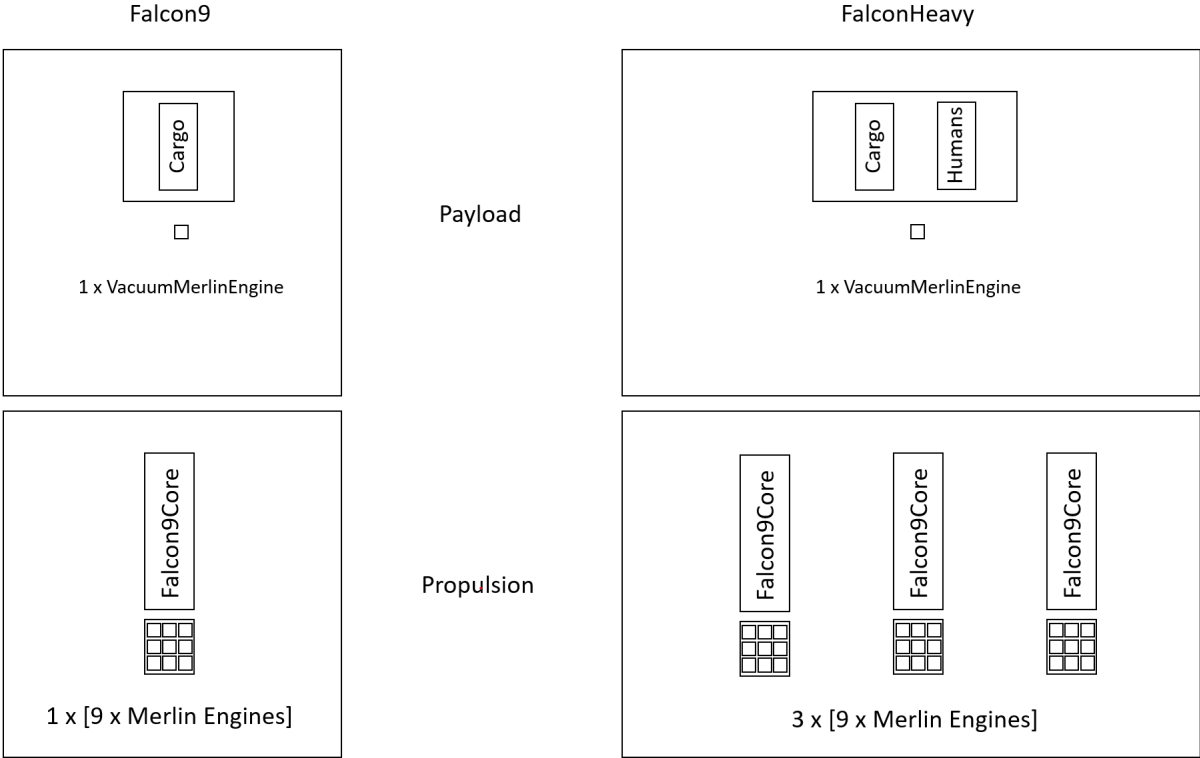 Falcon9
FalconHeavy
Cargo
Cargo
Humans
Payload
1 x VacuumMerlinEngine
1 x VacuumMerlinEngine
Falcon9Core
Falcon9Core
Falcon9Core
Falcon9Core
Propulsion
1 x [9 x Merlin Engines]
3 x [9 x Merlin Engines]